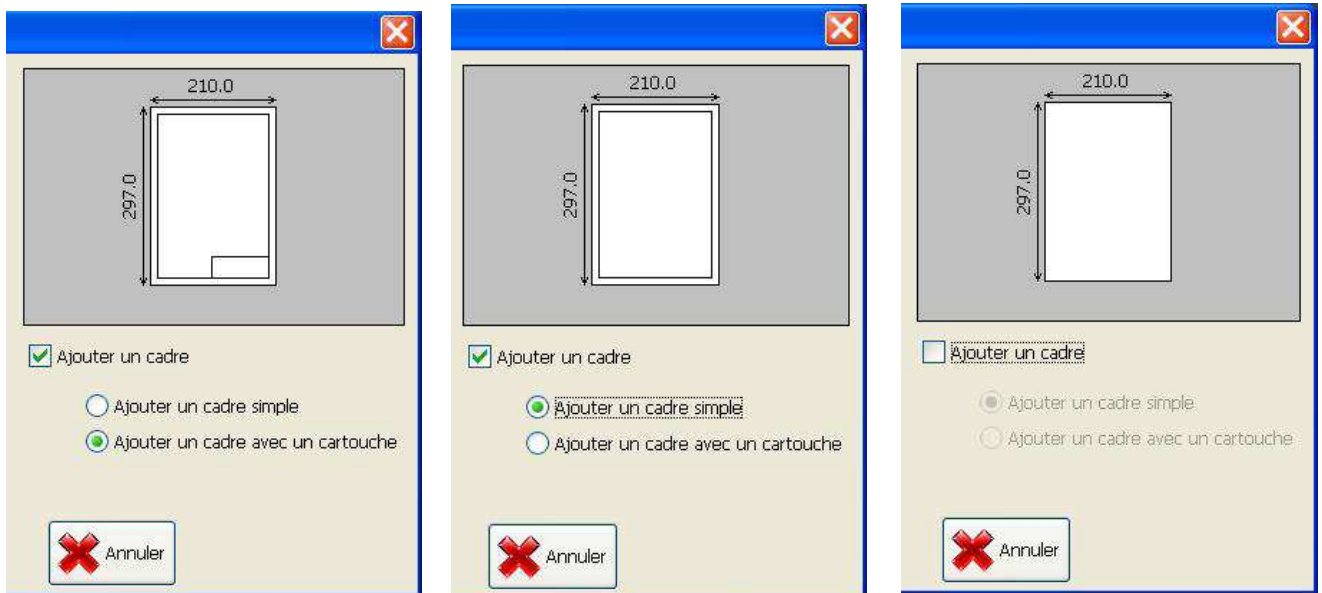 210.0
297.0
Ajouter un cadre
Ajouter un cadre simple
Ajouter un cadre avec un cartouche
Annuler
210.0
297.0
Ajouter un cadre
Ajouter un cadre simple
Ajouter un cadre avec un cartouche
Annuler
210.0
297.0
Ajouter un cadre
Ajouter un cadre simple
Ajouter un cadre avec un cartouche
Annuler